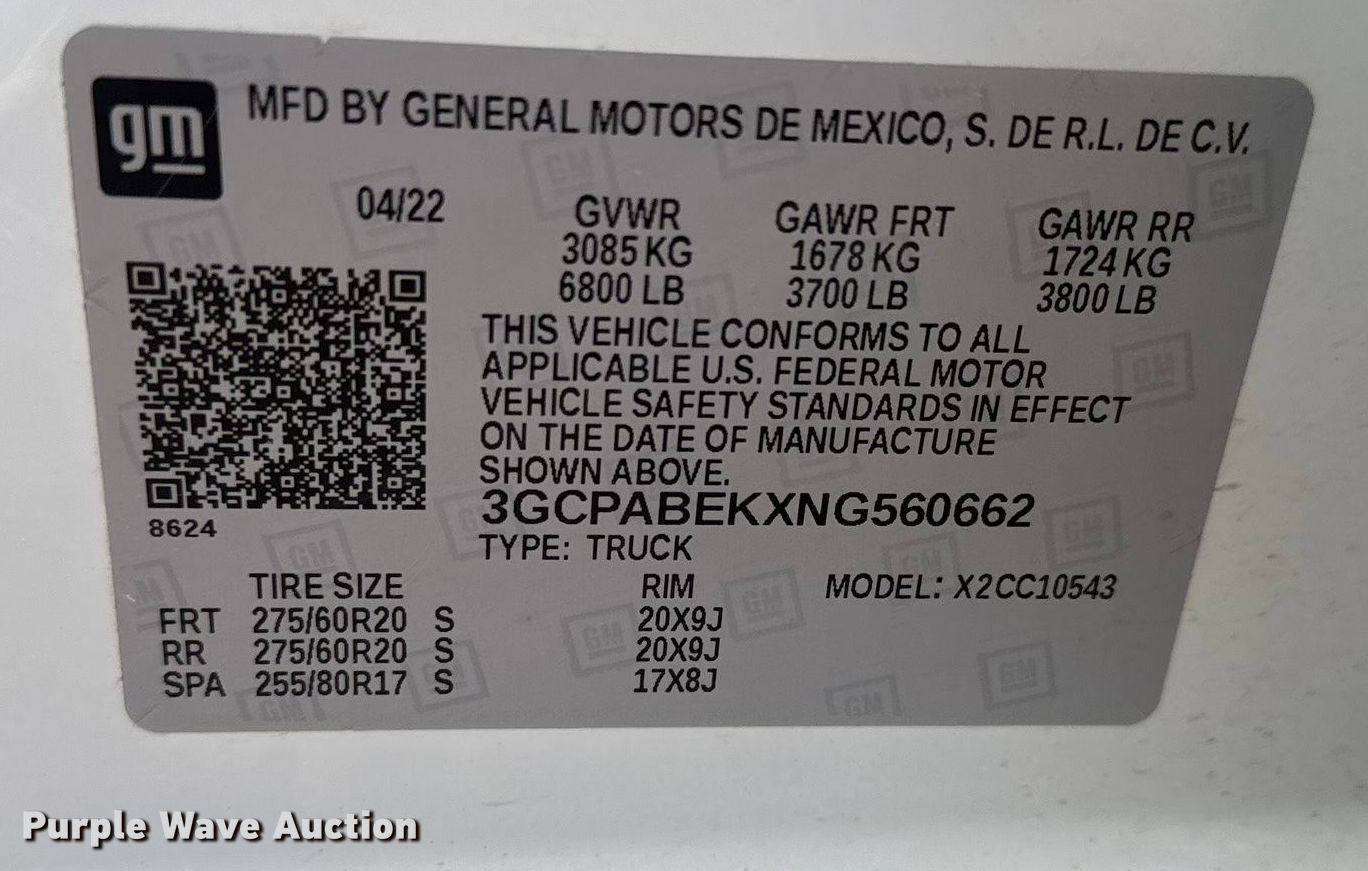 gm
MFD BY GENERAL MOTORS DE MEXICO, S. DE R.L. DE C.V.
04/22 GVWR GAWR FRT GAWR RR
3085 KG 1678 KG 1724 KG
6800 LB 3700 LB 3800 LB
THIS VEHICLE CONFORMS TO ALL
APPLICABLE U.S. FEDERAL MOTOR
VEHICLE SAFETY STANDARDS IN EFFECT
ON THE DATE OF MANUFACTURE
SHOWN ABOVE.
3GCPABEKXNG560662
8624
TYPE: TRUCK
TIRE SIZE RIM MODEL: X2CC10543
FRT 275/60R20 S 20X9J
RR 275/60R20 S 20X9J
SPA 255/80R17 S 17X8J
Purple Wave Auction